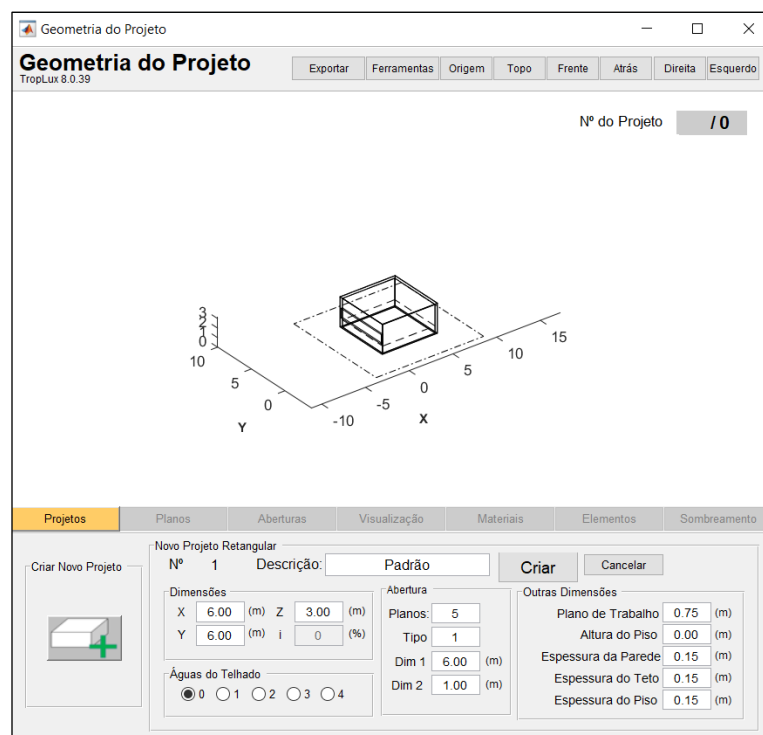 Geometria do Projeto
Geometria do Projeto
TropLux 8.0.39
Exportar Ferramentas Origem Topo Frente Atrás Direita Esquerdo
Nº do Projeto / 0
3
2
1
0
10
5
0
Y
-10
-5
0
5
10
15
X
Projetos Planos Aberturas Visualização Materiais Elementos Sombreamento
Criar Novo Projeto
Novo Projeto Retangular
Nº 1 Descrição: Padrão Criar Cancelar
Dimensões
X 6.00 (m) Z 3.00 (m)
Y 6.00 (m) i 0 (%)
Águas do Telhado
0 1 2 3 4
Abertura
Planos: 5
Tipo 1
Dim 1 6.00 (m)
Dim 2 1.00 (m)
Outras Dimensões
Plano de Trabalho 0.75 (m)
Altura do Piso 0.00 (m)
Espessura da Parede 0.15 (m)
Espessura do Teto 0.15 (m)
Espessura do Piso 0.15 (m)